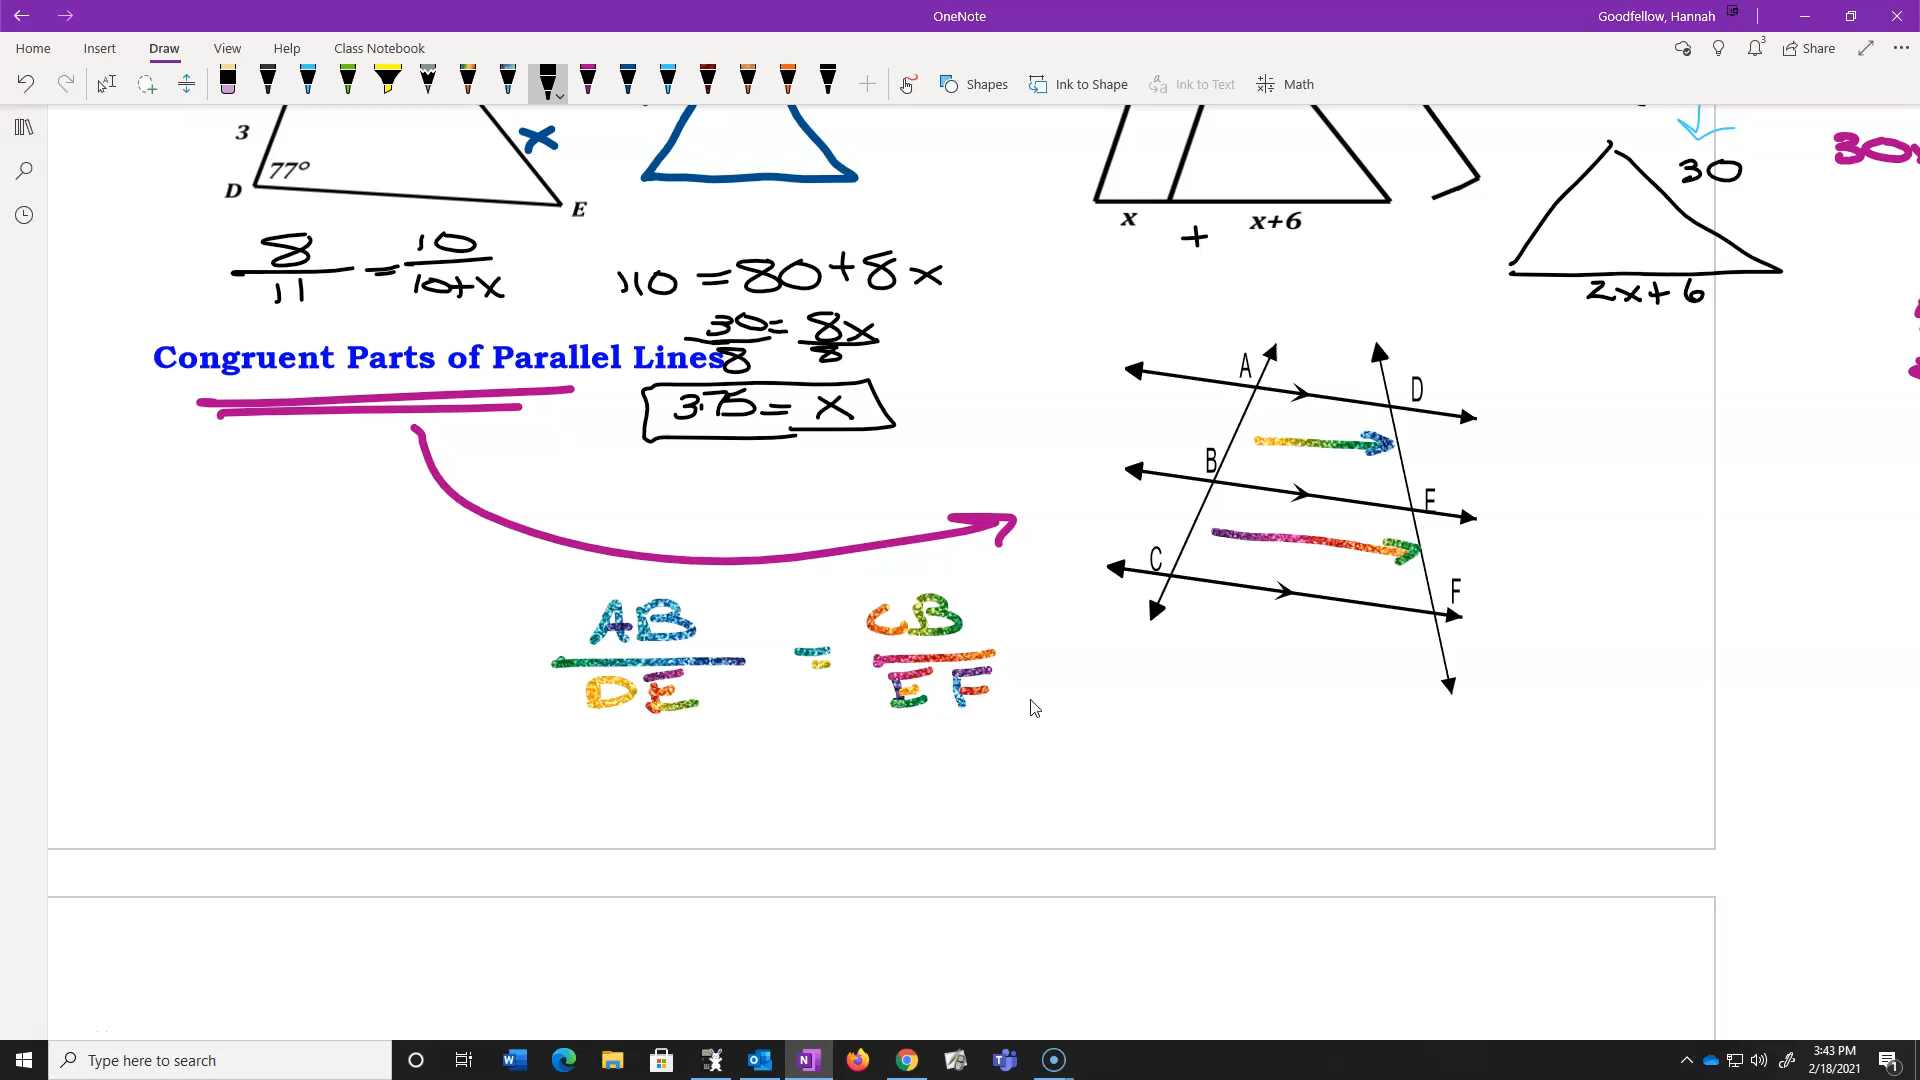 OneNote
Goodfellow, Hannah
Home Insert Draw View Help Class Notebook
3 Share
Shapes Ink to Shape Ink to Text Math
3
77°
D
E
x
8/11 = 10/10+x
110 = 80+8x
30 = 8x
8 8
3.75 = x
x + x+6
30
2x+6
30
Congruent Parts of Parallel Lines
A
D
B
E
C
F
AB/DE = CB/EF
Type here to search
3:43 PM
2/18/2021
1